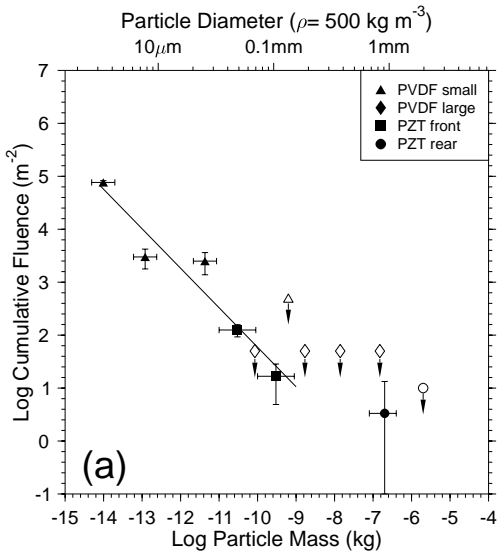 Particle Diameter (ρ= 500 kg m⁻³)
10μm 0.1mm 1mm
7
6
5
4
3
2
1
0
-1
Log Cumulative Fluence (m⁻²)
PVDF small
PVDF large
PZT front
PZT rear
(a)
-15 -14 -13 -12 -11 -10 -9 -8 -7 -6 -5 -4
Log Particle Mass (kg)